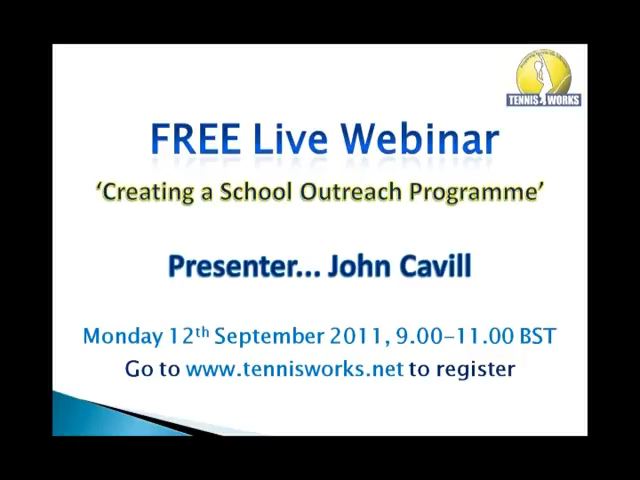 TENNIS WORKS
FREE Live Webinar
‘Creating a School Outreach Programme’
Presenter... John Cavill
Monday 12th September 2011, 9.00-11.00 BST
Go to www.tennisworks.net to register